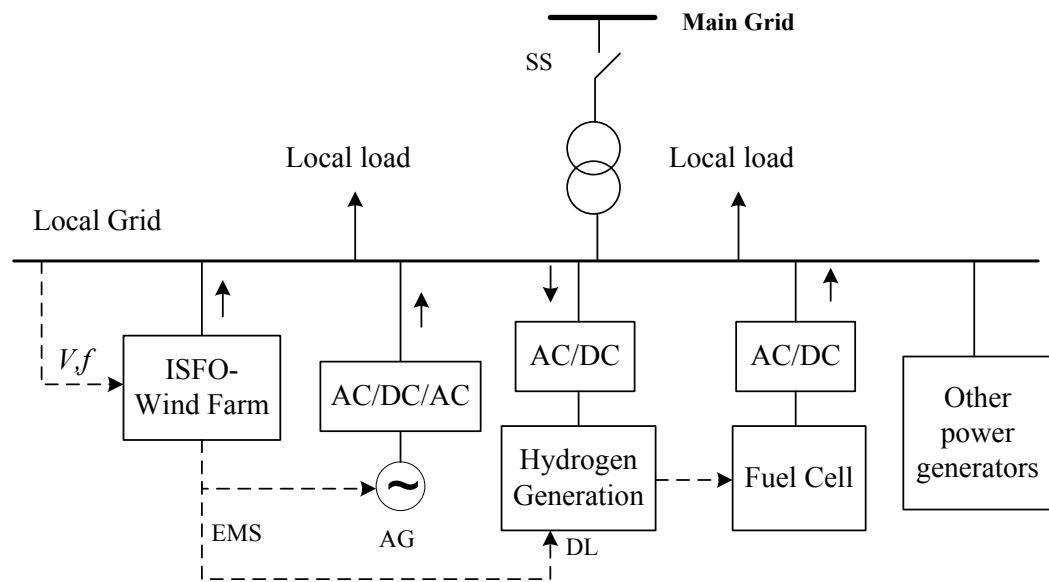 Main Grid
SS
Local load
Local load
Local Grid
V,f
ISFO-
Wind Farm
AC/DC/AC
AC/DC
AC/DC
Hydrogen
Generation
Fuel Cell
Other
power
generators
~
EMS
AG
DL